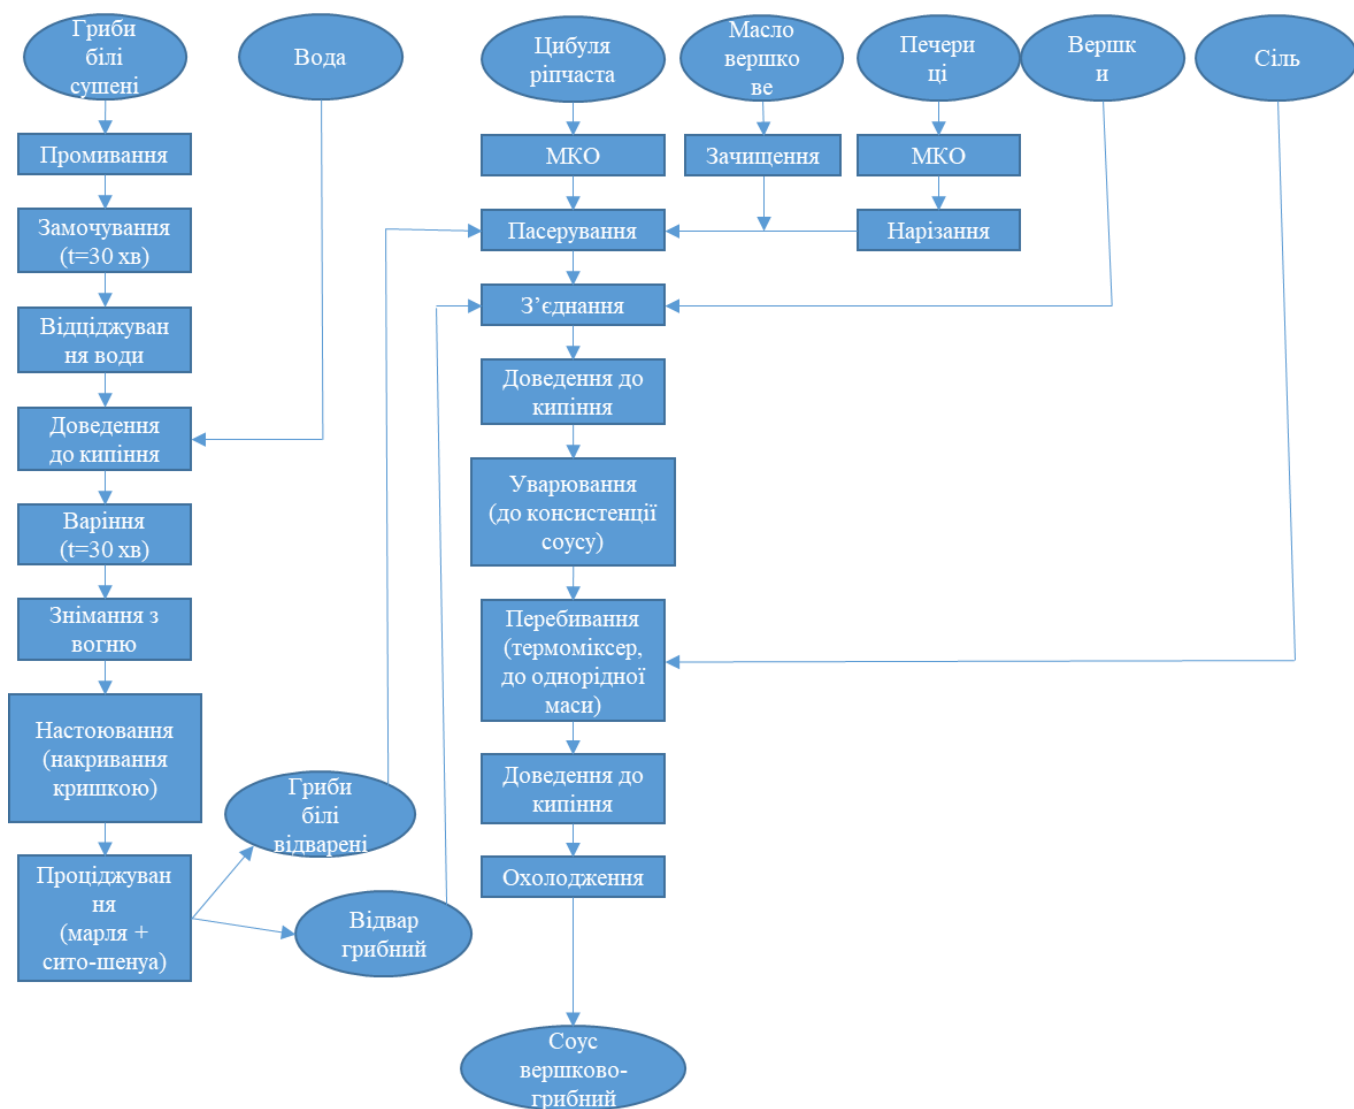 Гриби
білі
сушені
Вода
Цибуля
ріпчаста
Масло
вершко
ве
Печери
ці
Вершк
и
Сіль
Промивання
МКО
Зачищення
МКО
Замочування
(t=30 хв)
Пасерування
Нарізання
Відціджуван
ня води
З’єднання
Доведення
до кипіння
Доведення до
кипіння
Варіння
(t=30 хв)
Уварювання
(до консистенції
соусу)
Знімання з
вогню
Перебивання
(термоміксер,
до однорідної
маси)
Настоювання
(накривання
кришкою)
Гриби
білі
відварені
Доведення до
кипіння
Проціджуван
ня
(марля +
сито-шенуа)
Відвар
грибний
Охолодження
Соус
вершково-
грибний